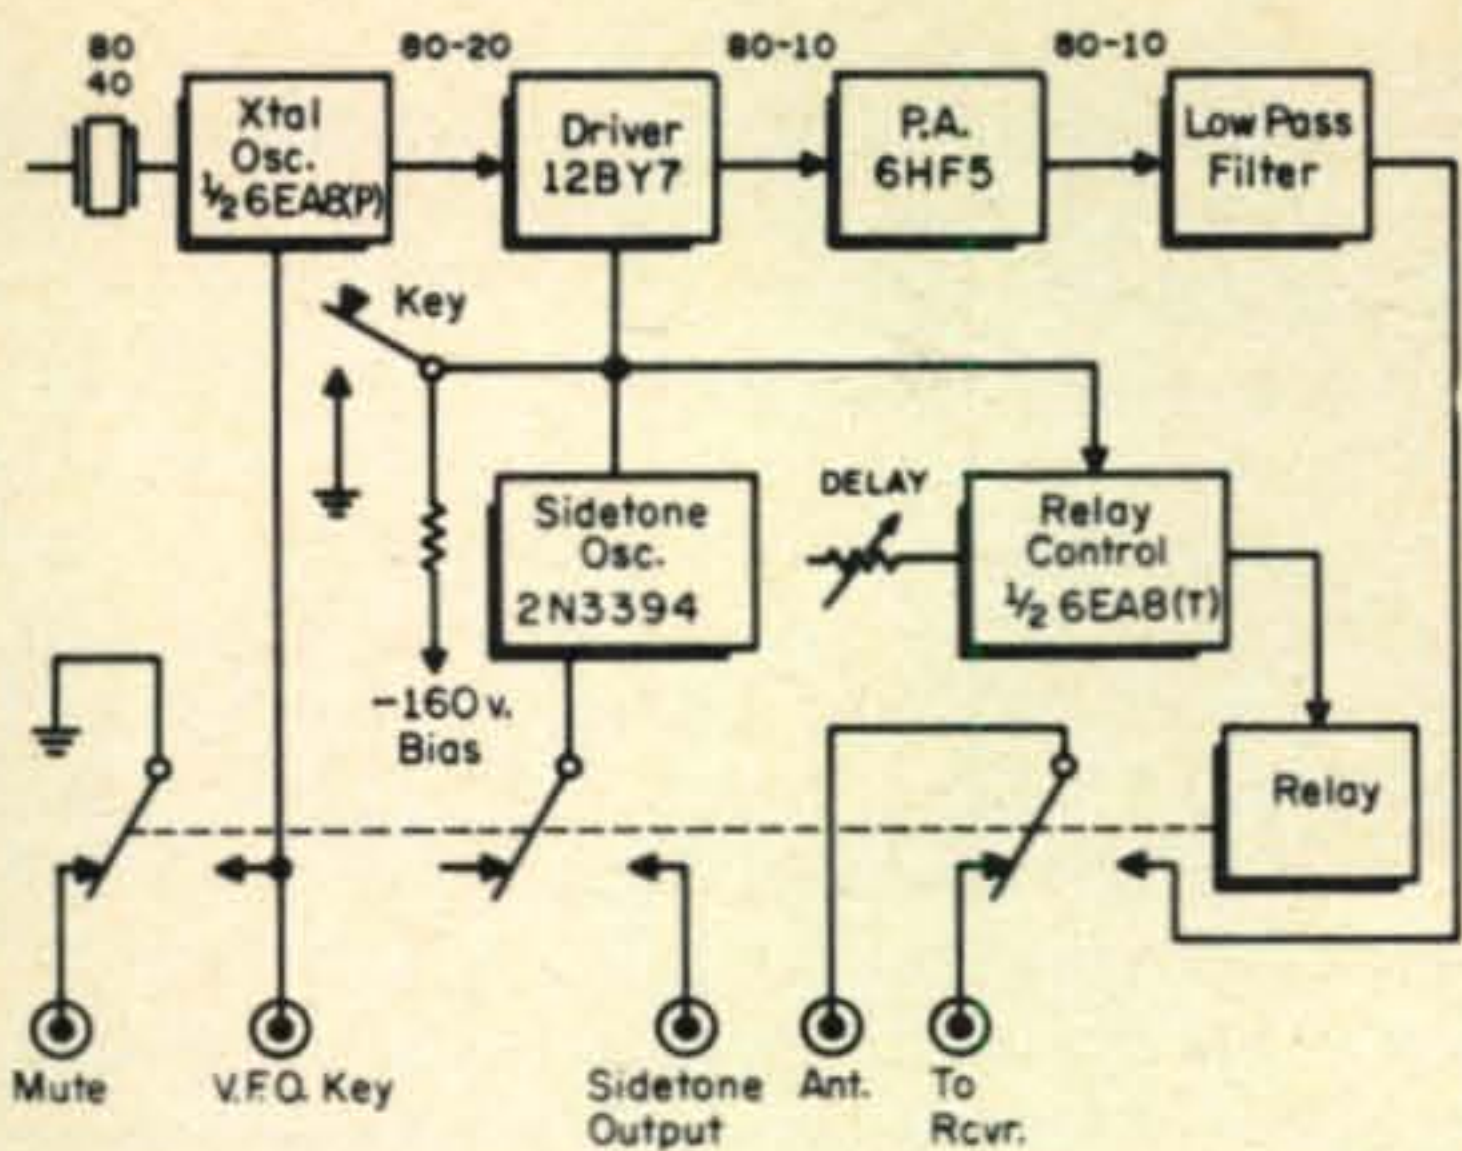 80
40
80-20
80-10
80-10
Xtal
Osc.
½ 6EA8(P)
Driver
12BY7
P.A.
6HF5
Low Pass
Filter
Key
-160 v.
Bias
Sidetone
Osc.
2N3394
DELAY
Relay
Control
½ 6EA8(T)
Relay
Mute
V.F.O. Key
Sidetone
Output
Ant.
To
Rcvr.